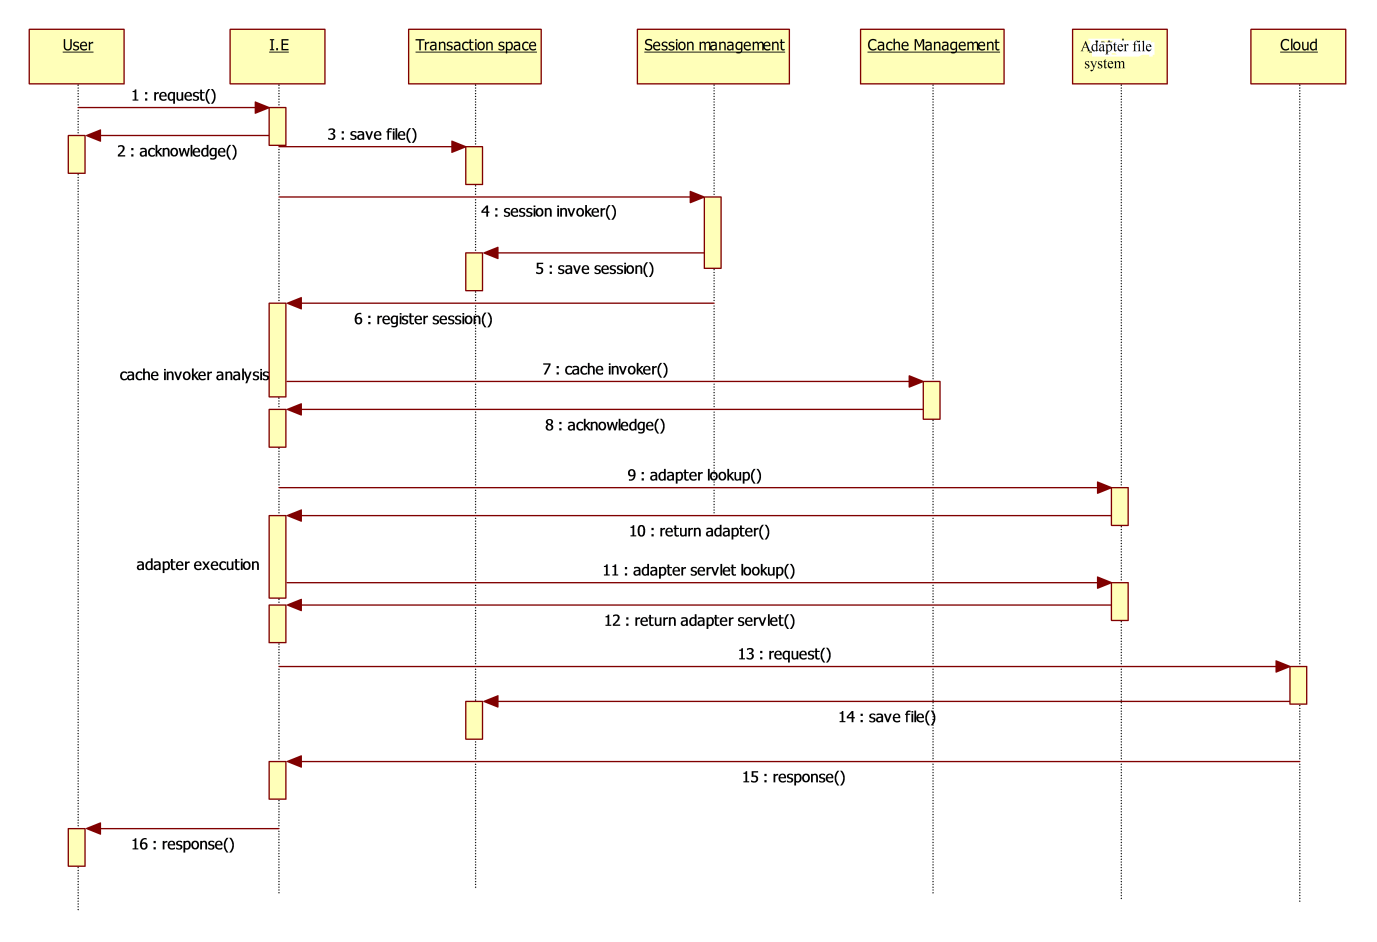 User
I.E
Transaction space
Session management
Cache Management
Adapter file
system
Cloud
1 : request()
2 : acknowledge()
3 : save file()
4 : session invoker()
5 : save session()
6 : register session()
cache invoker analysis
7 : cache invoker()
8 : acknowledge()
9 : adapter lookup()
10 : return adapter()
adapter execution
11 : adapter servlet lookup()
12 : return adapter servlet()
13 : request()
14 : save file()
15 : response()
16 : response()